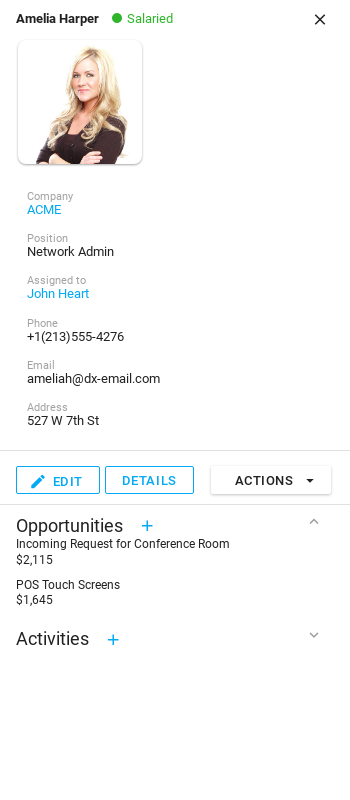 Amelia Harper Salaried
Company
ACME
Position
Network Admin
Assigned to
John Heart
Phone
+1(213)555-4276
Email
ameliah@dx-email.com
Address
527 W 7th St
EDIT DETAILS ACTIONS
Opportunities
Incoming Request for Conference Room
$2,115
POS Touch Screens
$1,645
Activities